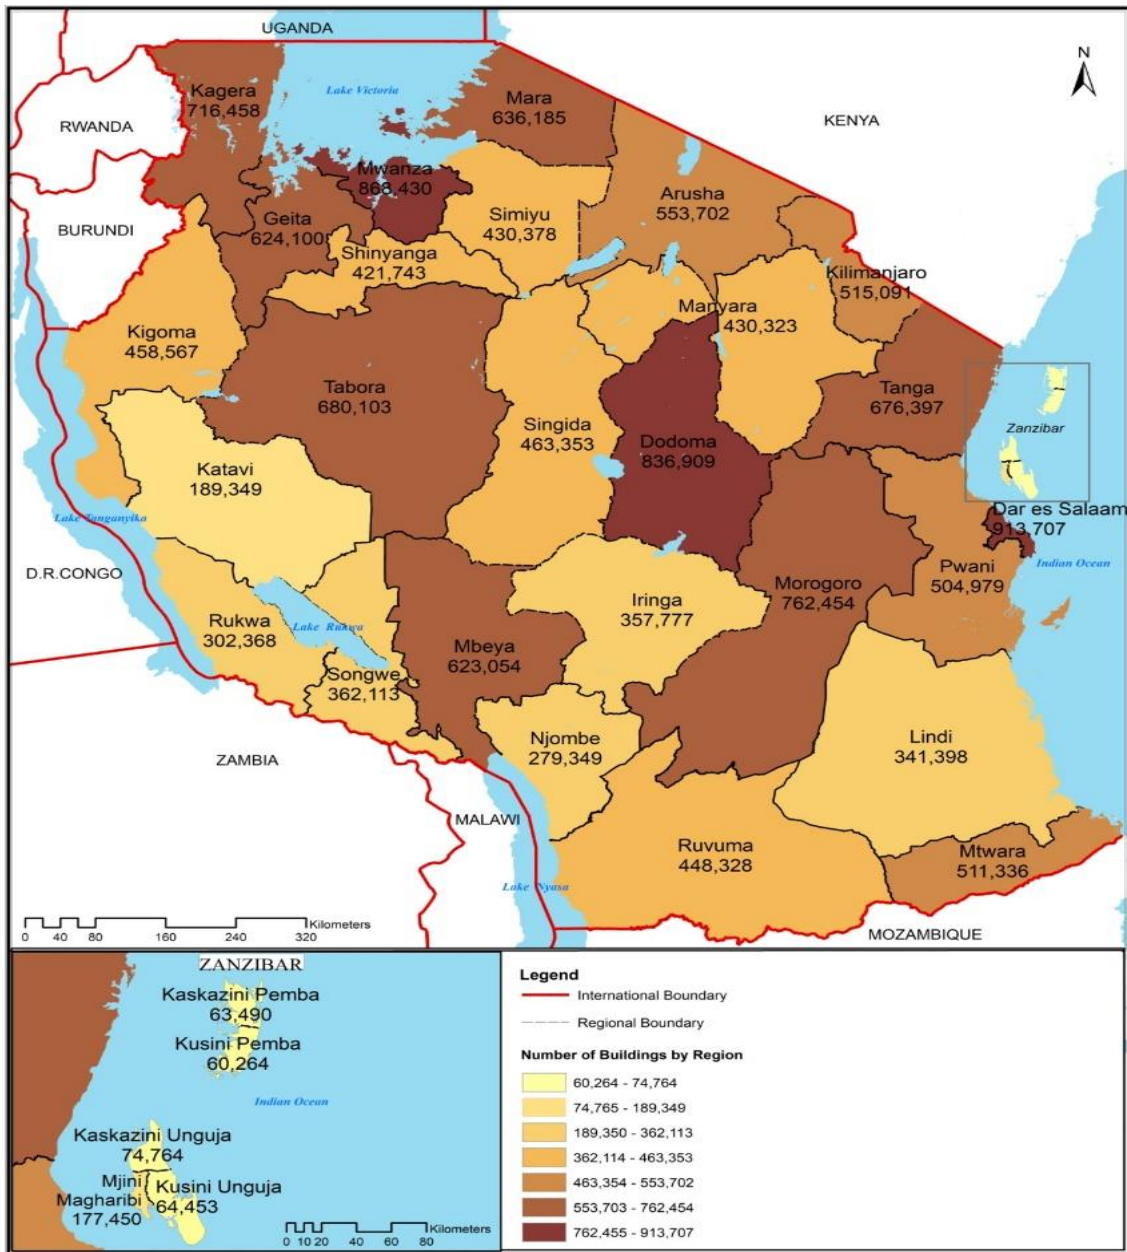 UGANDA
N
Kagera
716,458
Lake Victoria
Mara
636,185
KENYA
RWANDA
Mwanza
868,430
Arusha
553,702
Geita
624,100
Simiyu
430,378
BURUNDI
Shinyanga
421,743
Kilimanjaro
515,091
Manyara
430,323
Kigoma
458,567
Tabora
680,103
Tanga
676,397
Singida
463,353
Dodoma
836,909
Zanzibar
Katavi
189,349
Lake Tanganyika
Dar es Salaam
913,707
D.R.CONGO
Pwani
504,979
Indian Ocean
Morogoro
762,454
Iringa
357,777
Rukwa
302,368
Lake Rukwa
Mbeya
623,054
Songwe
362,113
Njombe
279,349
Lindi
341,398
ZAMBIA
MALAWI
Ruvuma
448,328
Mtwara
511,336
Lake Nyasa
MOZAMBIQUE
Kilometers
0 40 80 160 240 320
ZANZIBAR
Kaskazini Pemba
63,490
Kusini Pemba
60,264
Indian Ocean
Kaskazini Unguja
74,764
Mjini
Magharibi
177,450
Kusini Unguja
64,453
Kilometers
0 10 20 40 60 80
Legend
International Boundary
Regional Boundary
Number of Buildings by Region
60,264 - 74,764
74,765 - 189,349
189,350 - 362,113
362,114 - 463,353
463,354 - 553,702
553,703 - 762,454
762,455 - 913,707